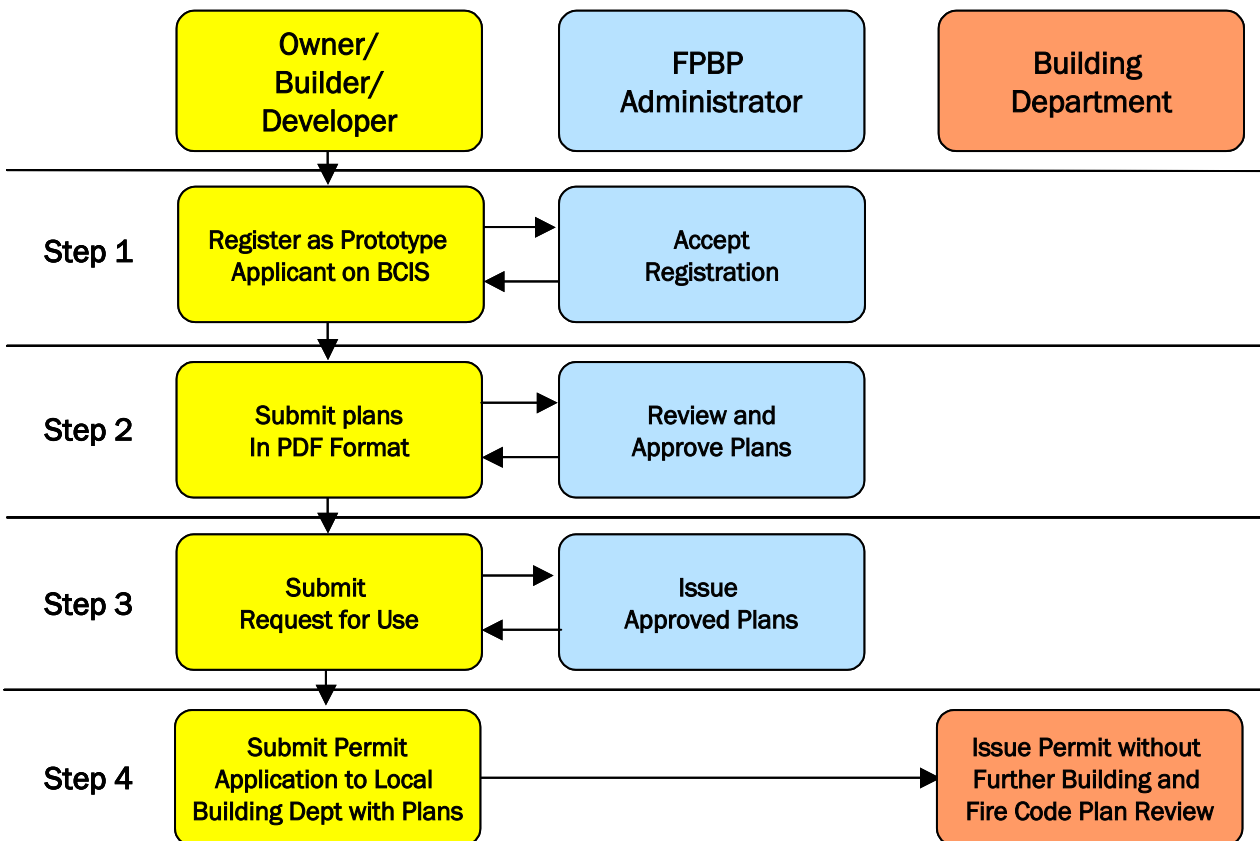 Owner/
Builder/
Developer
FPBP
Administrator
Building
Department
Step 1
Register as Prototype
Applicant on BCIS
Accept
Registration
Step 2
Submit plans
In PDF Format
Review and
Approve Plans
Step 3
Submit
Request for Use
Issue
Approved Plans
Step 4
Submit Permit
Application to Local
Building Dept with Plans
Issue Permit without
Further Building and
Fire Code Plan Review